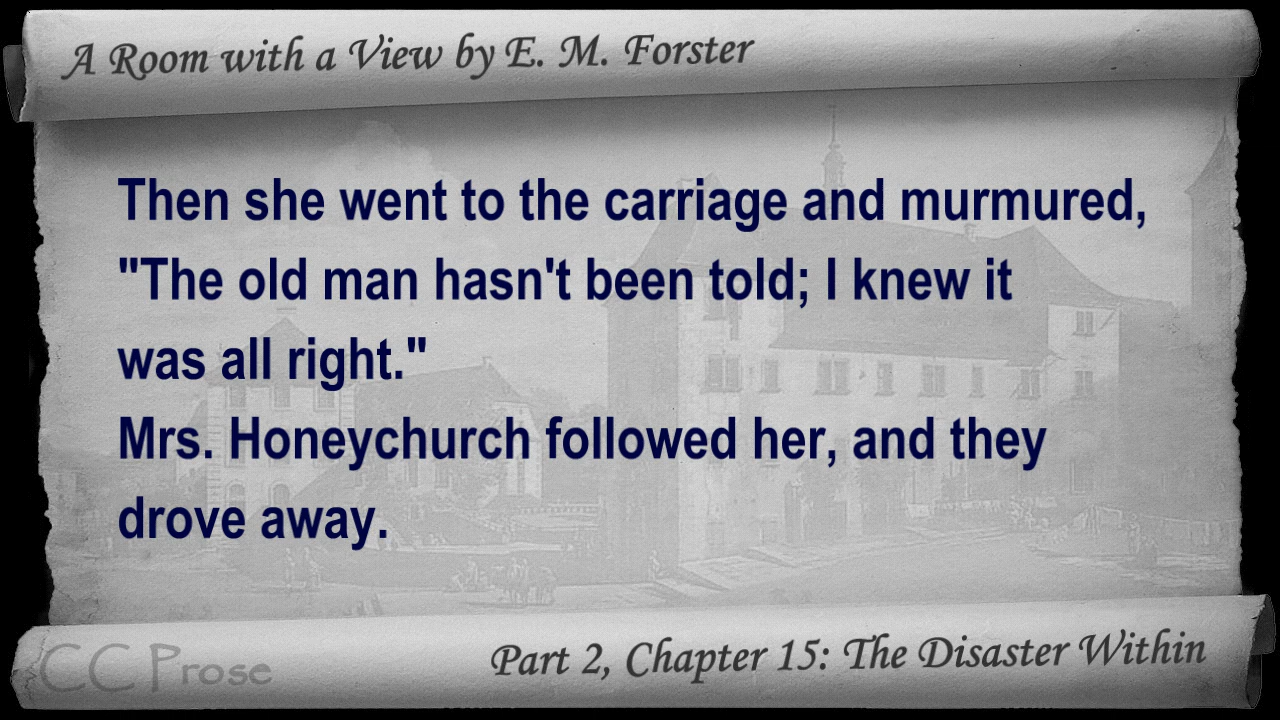 A Room with a View by E. M. Forster
Then she went to the carriage and murmured,
"The old man hasn't been told; I knew it
was all right."
Mrs. Honeychurch followed her, and they
drove away.
CC Prose
Part 2, Chapter 15: The Disaster Within